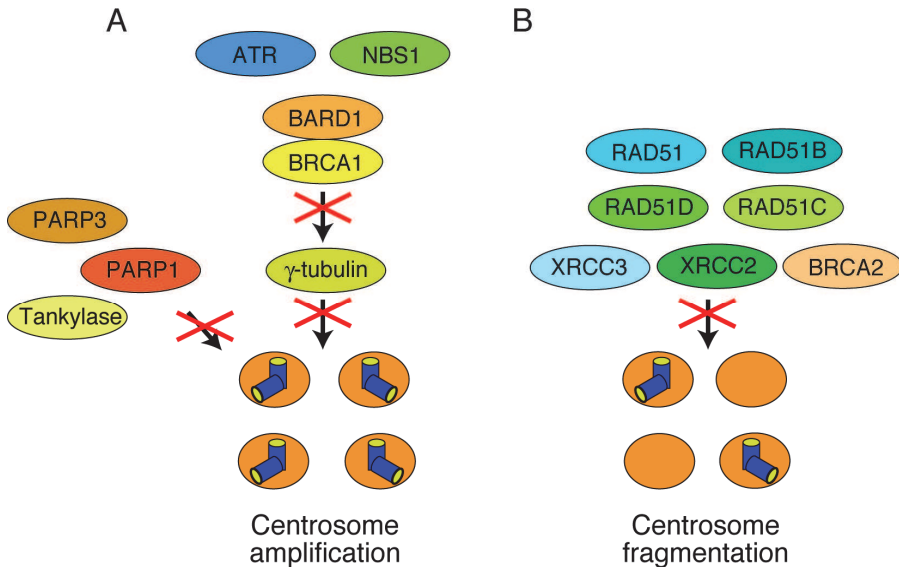 A
ATR
NBS1
BARD1
BRCA1
PARP3
PARP1
γ-tubulin
Tankylase
Centrosome
amplification
B
RAD51
RAD51B
RAD51D
RAD51C
XRCC3
XRCC2
BRCA2
Centrosome
fragmentation